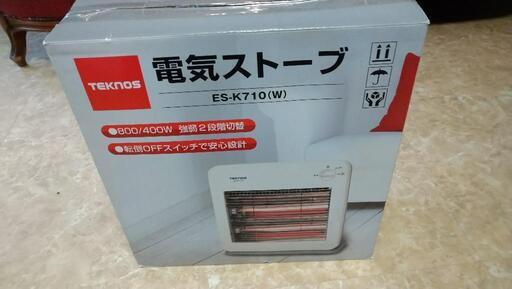 TEKNOS
電気ストーブ
ES-K710(W)
●800/400W 強弱2段階切替
●転倒OFFスイッチで安心設計
TEKNOS